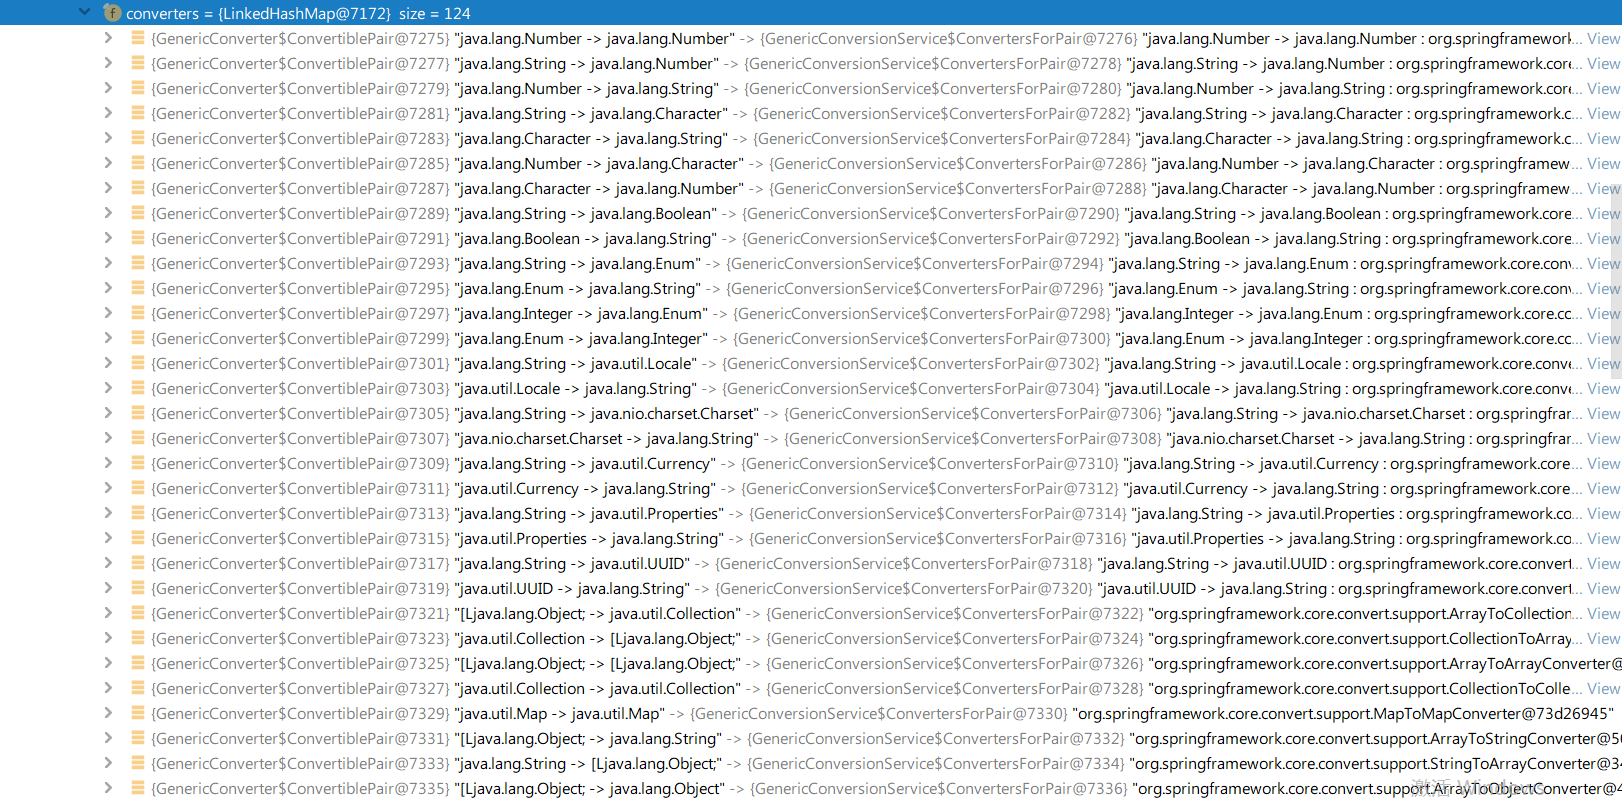 converters = {LinkedHashMap@7172} size = 124
{GenericConverter$ConvertiblePair@7275} "java.lang.Number -> java.lang.Number" -> {GenericConversionService$ConvertersForPair@7276} "java.lang.Number -> java.lang.Number : org.springframework... View
{GenericConverter$ConvertiblePair@7277} "java.lang.String -> java.lang.Number" -> {GenericConversionService$ConvertersForPair@7278} "java.lang.String -> java.lang.Number : org.springframework.core... View
{GenericConverter$ConvertiblePair@7279} "java.lang.Number -> java.lang.String" -> {GenericConversionService$ConvertersForPair@7280} "java.lang.Number -> java.lang.String : org.springframework.core... View
{GenericConverter$ConvertiblePair@7281} "java.lang.String -> java.lang.Character" -> {GenericConversionService$ConvertersForPair@7282} "java.lang.String -> java.lang.Character : org.springframework.c... View
{GenericConverter$ConvertiblePair@7283} "java.lang.Character -> java.lang.String" -> {GenericConversionService$ConvertersForPair@7284} "java.lang.Character -> java.lang.String : org.springframework.c... View
{GenericConverter$ConvertiblePair@7285} "java.lang.Number -> java.lang.Character" -> {GenericConversionService$ConvertersForPair@7286} "java.lang.Number -> java.lang.Character : org.springframew... View
{GenericConverter$ConvertiblePair@7287} "java.lang.Character -> java.lang.Number" -> {GenericConversionService$ConvertersForPair@7288} "java.lang.Character -> java.lang.Number : org.springframew... View
{GenericConverter$ConvertiblePair@7289} "java.lang.String -> java.lang.Boolean" -> {GenericConversionService$ConvertersForPair@7290} "java.lang.String -> java.lang.Boolean : org.springframework.core... View
{GenericConverter$ConvertiblePair@7291} "java.lang.Boolean -> java.lang.String" -> {GenericConversionService$ConvertersForPair@7292} "java.lang.Boolean -> java.lang.String : org.springframework.core... View
{GenericConverter$ConvertiblePair@7293} "java.lang.String -> java.lang.Enum" -> {GenericConversionService$ConvertersForPair@7294} "java.lang.String -> java.lang.Enum : org.springframework.core.con... View
{GenericConverter$ConvertiblePair@7295} "java.lang.Enum -> java.lang.String" -> {GenericConversionService$ConvertersForPair@7296} "java.lang.Enum -> java.lang.String : org.springframework.core.con... View
{GenericConverter$ConvertiblePair@7297} "java.lang.Integer -> java.lang.Enum" -> {GenericConversionService$ConvertersForPair@7298} "java.lang.Integer -> java.lang.Enum : org.springframework.core.cc... View
{GenericConverter$ConvertiblePair@7299} "java.lang.Enum -> java.lang.Integer" -> {GenericConversionService$ConvertersForPair@7300} "java.lang.Enum -> java.lang.Integer : org.springframework.core.cc... View
{GenericConverter$ConvertiblePair@7301} "java.lang.String -> java.util.Locale" -> {GenericConversionService$ConvertersForPair@7302} "java.lang.String -> java.util.Locale : org.springframework.core.conv... View
{GenericConverter$ConvertiblePair@7303} "java.util.Locale -> java.lang.String" -> {GenericConversionService$ConvertersForPair@7304} "java.util.Locale -> java.lang.String : org.springframework.core.conv... View
{GenericConverter$ConvertiblePair@7305} "java.lang.String -> java.nio.charset.Charset" -> {GenericConversionService$ConvertersForPair@7306} "java.lang.String -> java.nio.charset.Charset : org.springfrar... View
{GenericConverter$ConvertiblePair@7307} "java.nio.charset.Charset -> java.lang.String" -> {GenericConversionService$ConvertersForPair@7308} "java.nio.charset.Charset -> java.lang.String : org.springfrar... View
{GenericConverter$ConvertiblePair@7309} "java.lang.String -> java.util.Currency" -> {GenericConversionService$ConvertersForPair@7310} "java.lang.String -> java.util.Currency : org.springframework.core... View
{GenericConverter$ConvertiblePair@7311} "java.util.Currency -> java.lang.String" -> {GenericConversionService$ConvertersForPair@7312} "java.util.Currency -> java.lang.String : org.springframework.core... View
{GenericConverter$ConvertiblePair@7313} "java.lang.String -> java.util.Properties" -> {GenericConversionService$ConvertersForPair@7314} "java.lang.String -> java.util.Properties : org.springframework.co... View
{GenericConverter$ConvertiblePair@7315} "java.util.Properties -> java.lang.String" -> {GenericConversionService$ConvertersForPair@7316} "java.util.Properties -> java.lang.String : org.springframework.co... View
{GenericConverter$ConvertiblePair@7317} "java.lang.String -> java.util.UUID" -> {GenericConversionService$ConvertersForPair@7318} "java.lang.String -> java.util.UUID : org.springframework.core.convert... View
{GenericConverter$ConvertiblePair@7319} "java.util.UUID -> java.lang.String" -> {GenericConversionService$ConvertersForPair@7320} "java.util.UUID -> java.lang.String : org.springframework.core.convert... View
{GenericConverter$ConvertiblePair@7321} "[Ljava.lang.Object; -> java.util.Collection" -> {GenericConversionService$ConvertersForPair@7322} "org.springframework.core.convert.support.ArrayToCollection... View
{GenericConverter$ConvertiblePair@7323} "java.util.Collection -> [Ljava.lang.Object;" -> {GenericConversionService$ConvertersForPair@7324} "org.springframework.core.convert.support.CollectionToArray... View
{GenericConverter$ConvertiblePair@7325} "[Ljava.lang.Object; -> [Ljava.lang.Object;" -> {GenericConversionService$ConvertersForPair@7326} "org.springframework.core.convert.support.ArrayToArrayConverter@
{GenericConverter$ConvertiblePair@7327} "java.util.Collection -> java.util.Collection" -> {GenericConversionService$ConvertersForPair@7328} "org.springframework.core.convert.support.CollectionToColle... View
{GenericConverter$ConvertiblePair@7329} "java.util.Map -> java.util.Map" -> {GenericConversionService$ConvertersForPair@7330} "org.springframework.core.convert.support.MapToMapConverter@73d26945"
{GenericConverter$ConvertiblePair@7331} "[Ljava.lang.Object; -> java.lang.String" -> {GenericConversionService$ConvertersForPair@7332} "org.springframework.core.convert.support.ArrayToStringConverter@50
{GenericConverter$ConvertiblePair@7333} "java.lang.String -> [Ljava.lang.Object;" -> {GenericConversionService$ConvertersForPair@7334} "org.springframework.core.convert.support.StringToArrayConverter@34
{GenericConverter$ConvertiblePair@7335} "[Ljava.lang.Object; -> java.lang.Object" -> {GenericConversionService$ConvertersForPair@7336} "org.springframework.core.convert.support.ArrayToObjectConverter@4
激活 Windows